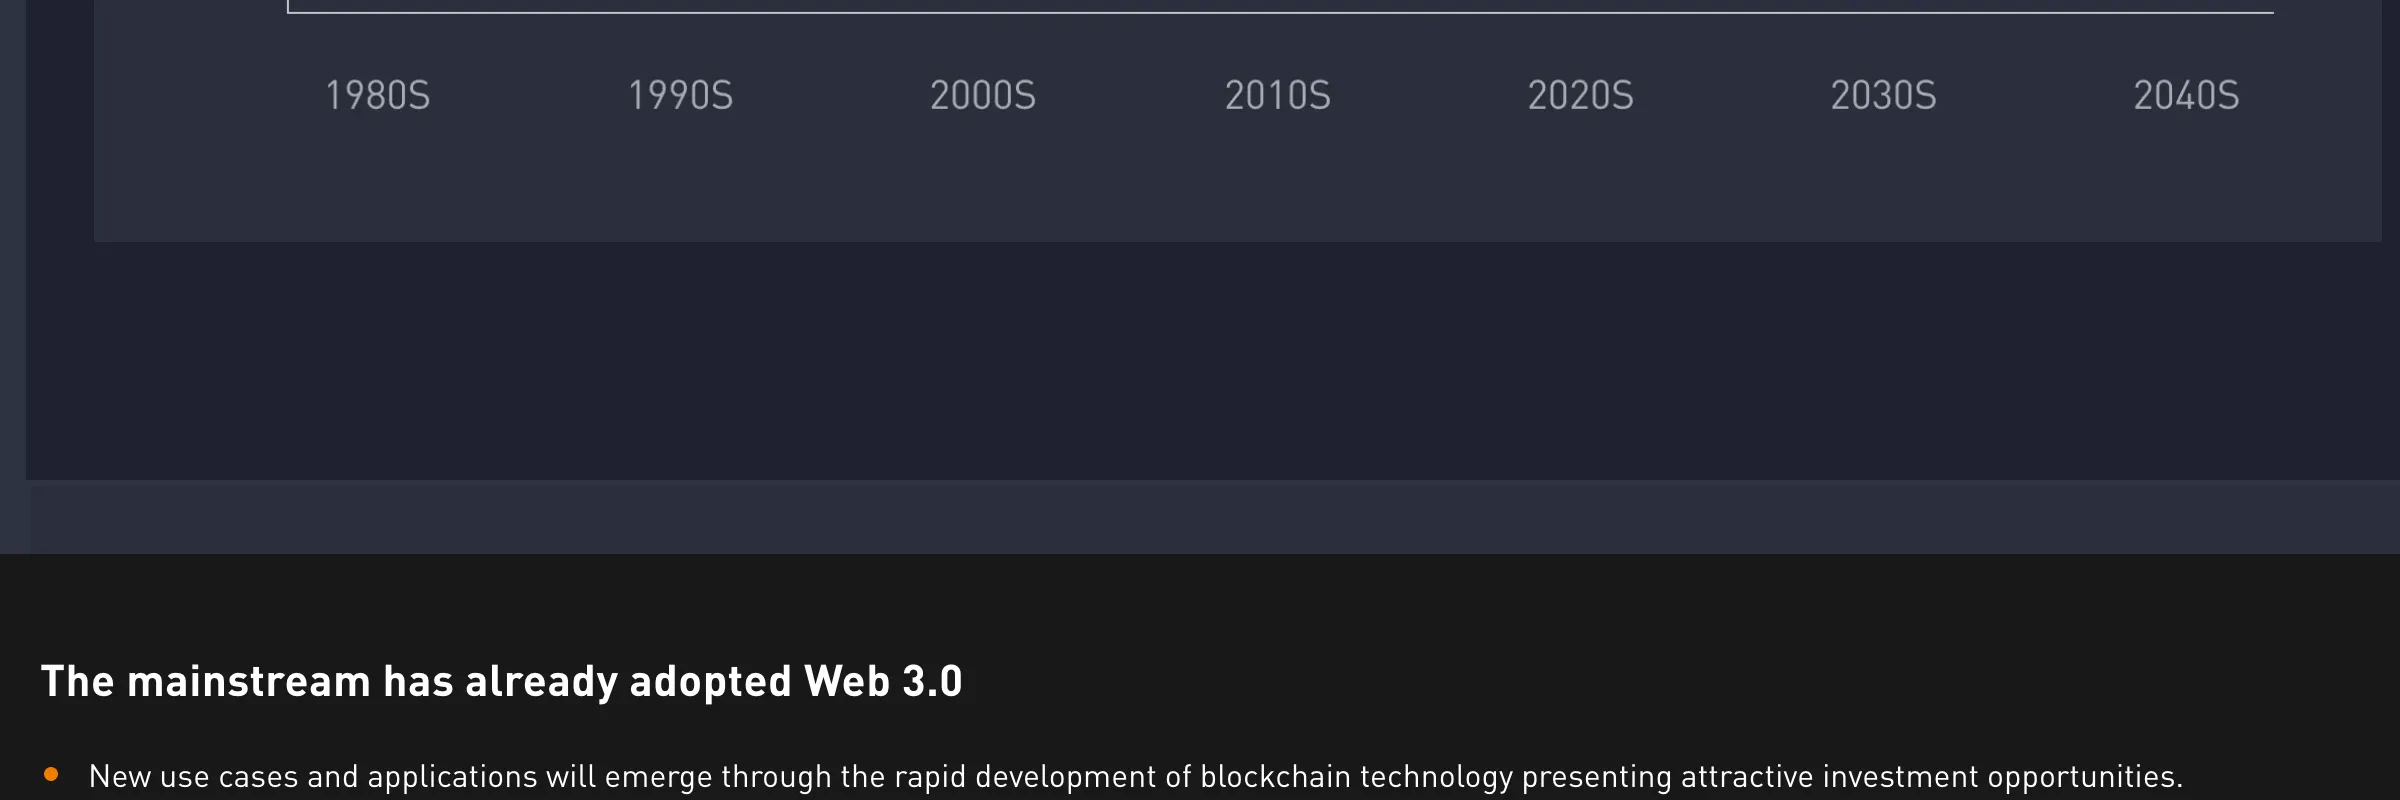 1980S 1990S 2000S 2010S 2020S 2030S 2040S
The mainstream has already adopted Web 3.0
New use cases and applications will emerge through the rapid development of blockchain technology presenting attractive investment opportunities.